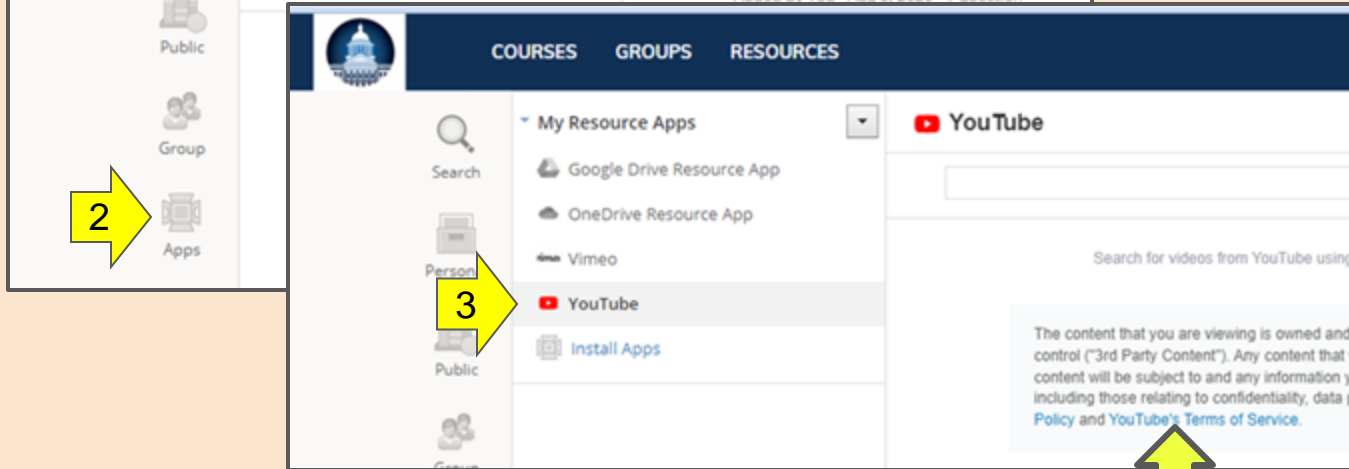 Public
Group
2
Apps
COURSES GROUPS RESOURCES
Search
Person
3
Public
My Resource Apps
Google Drive Resource App
OneDrive Resource App
Vimeo
YouTube
Install Apps
YouTube
Search for videos from YouTube using
The content that you are viewing is owned and
control ("3rd Party Content"). Any content that
content will be subject to and any information y
including those relating to confidentiality, data p
Policy and YouTube's Terms of Service.